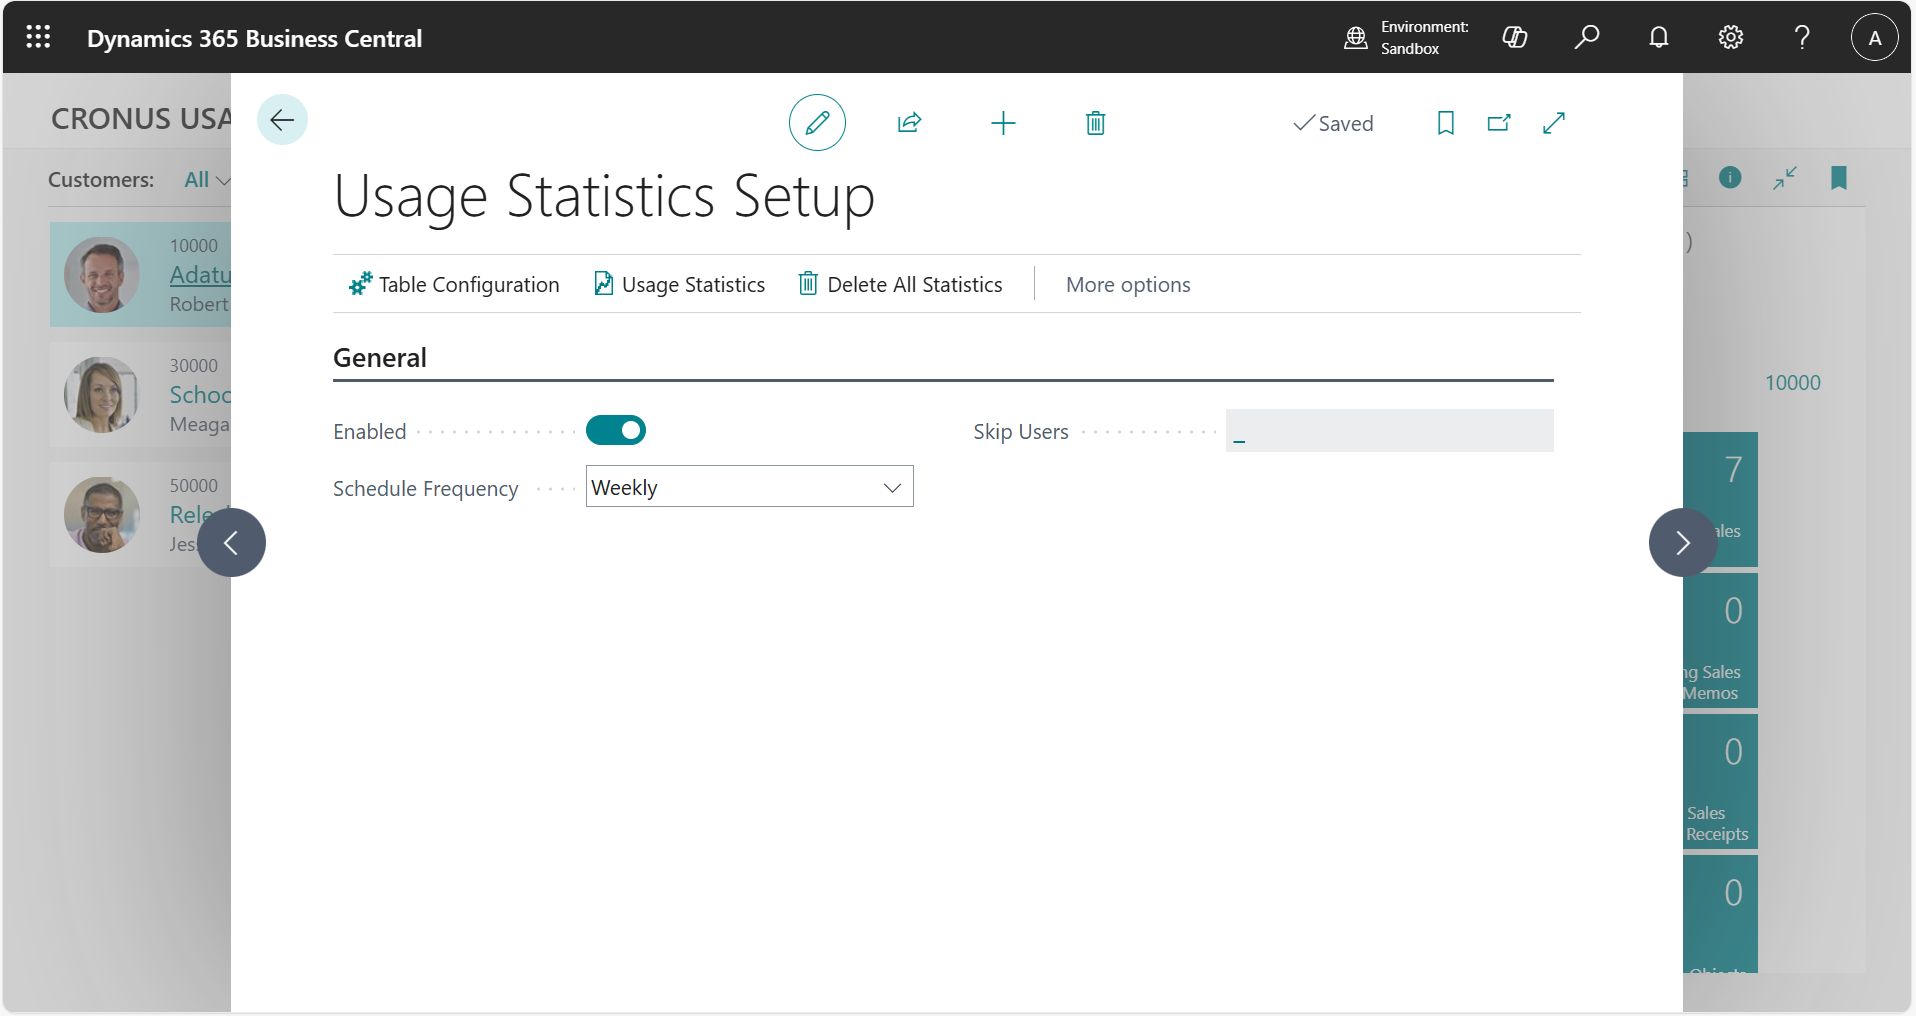 Dynamics 365 Business Central
Environment:
Sandbox
A
CRONUS USA
Saved
Customers: All
Usage Statistics Setup
10000
Adatu
Robert
Table Configuration
Usage Statistics
Delete All Statistics
More options
General
30000
Schoo
Meaga
10000
Enabled
Skip Users
_
Schedule Frequency
Weekly
50000
Rele
Jes
7
ales
0
ng Sales
Memos
0
Sales
Receipts
0